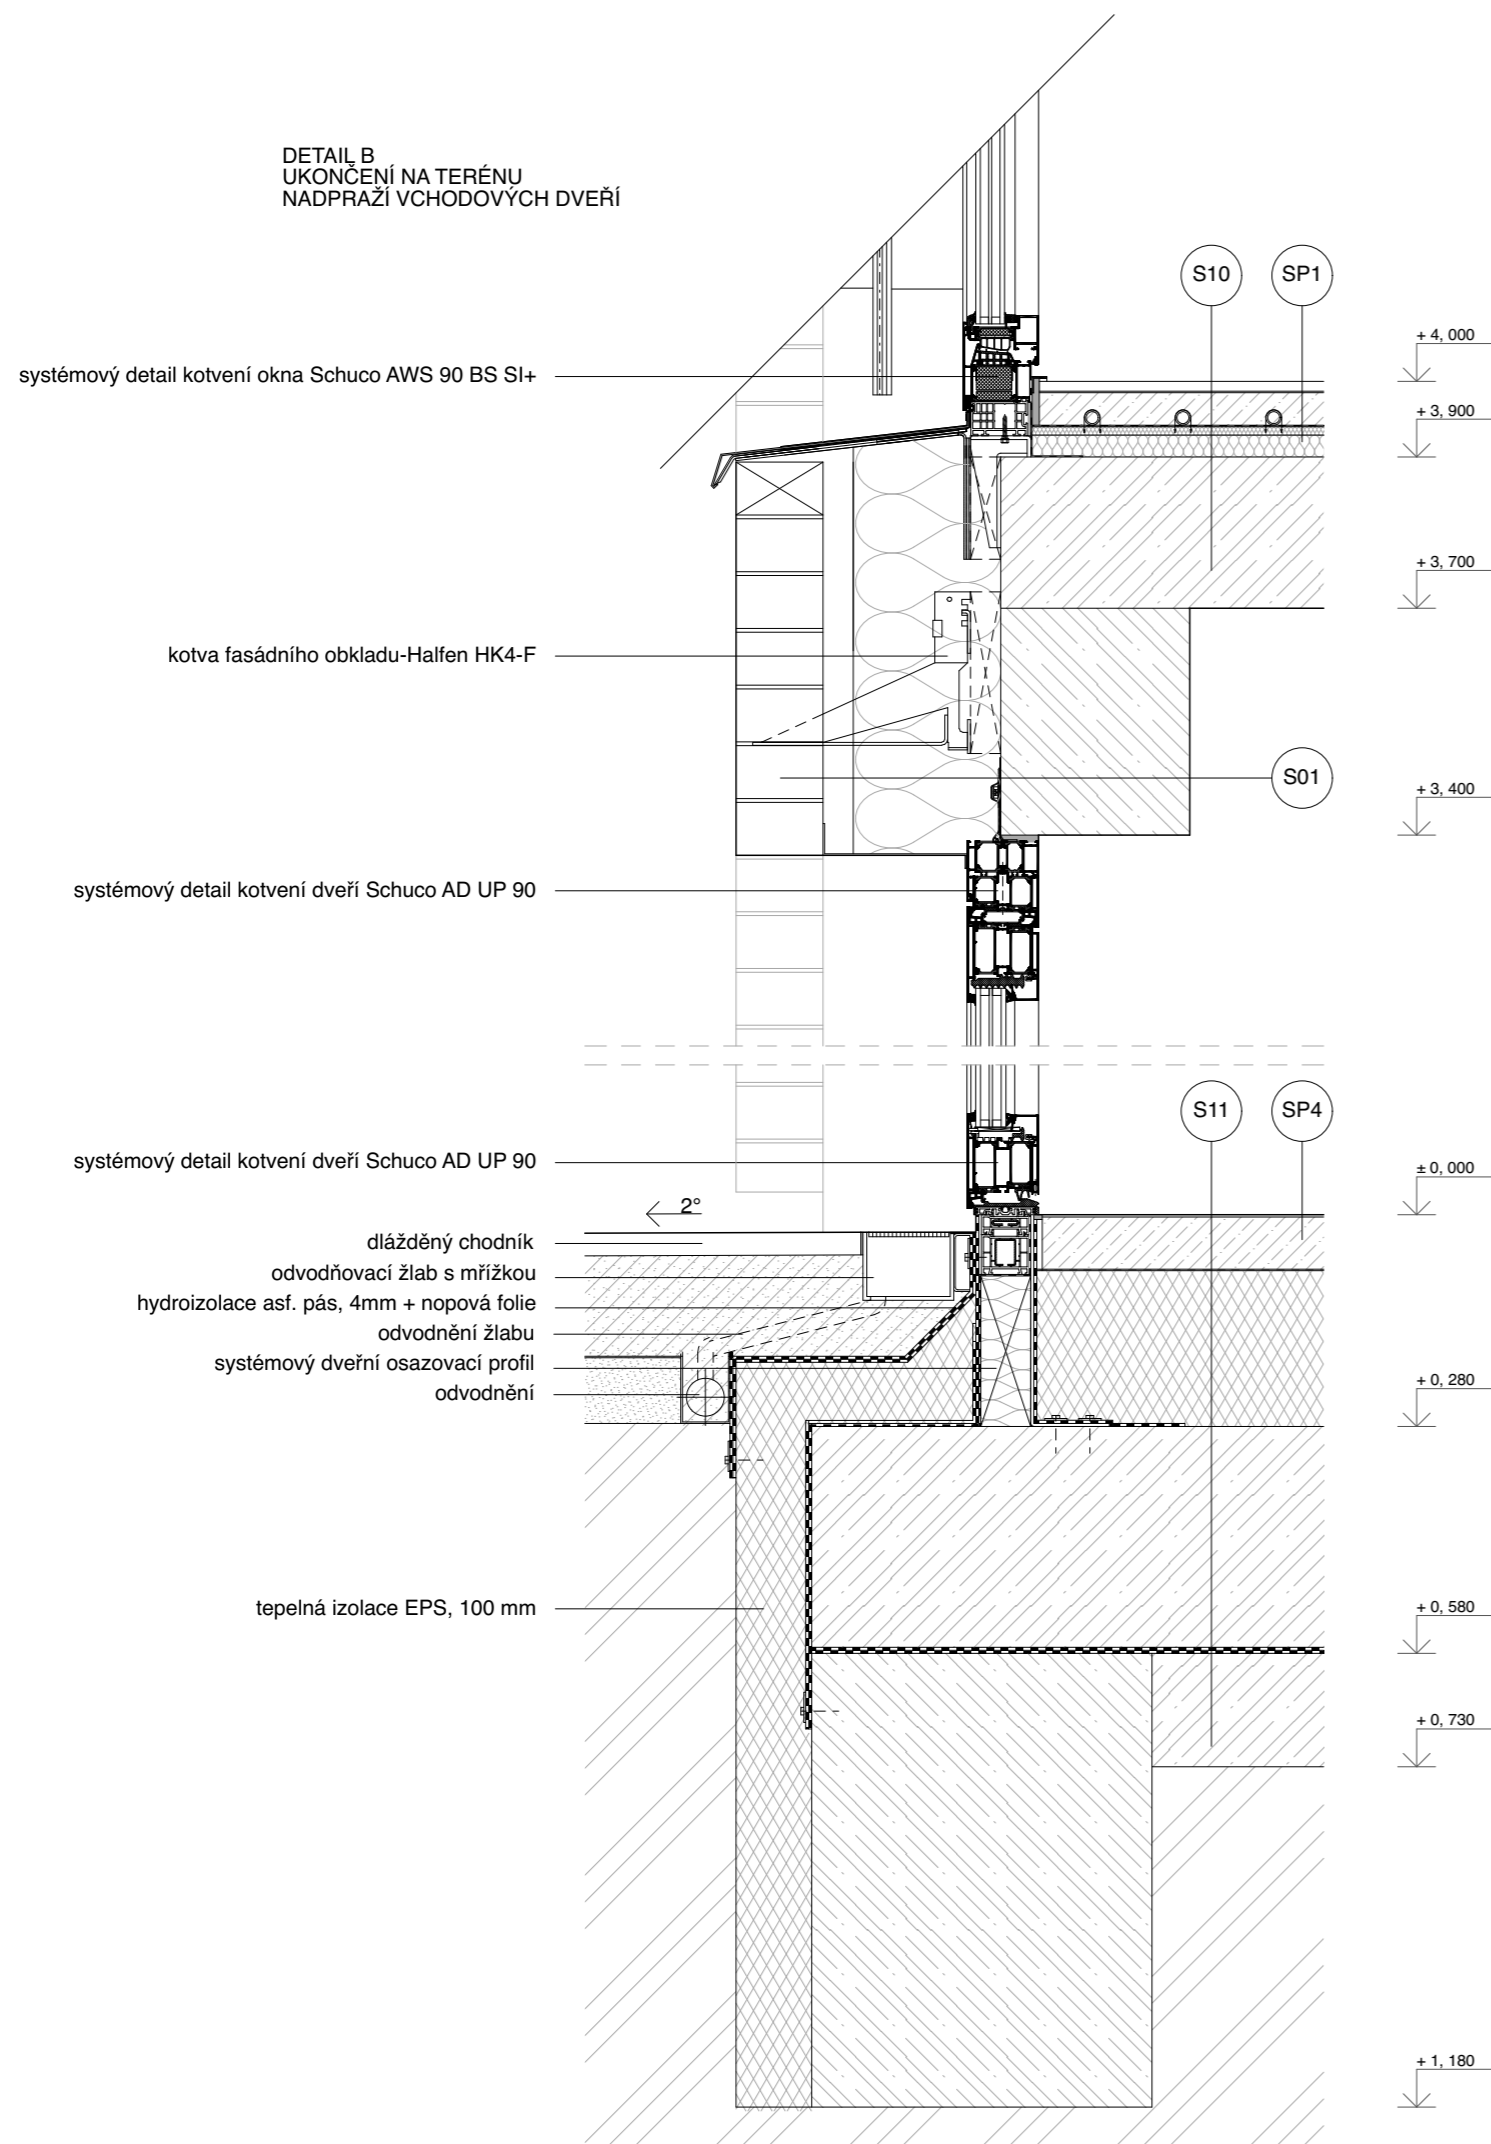 DETAIL B
UKONČENÍ NA TERÉNU
NADPRAŽÍ VCHODOVÝCH DVEŘÍ
S10
SP1
+ 4, 000
systémový detail kotvení okna Schuco AWS 90 BS SI+
+ 3, 900
+ 3, 700
kotva fasádního obkladu-Halfen HK4-F
S01
+ 3, 400
systémový detail kotvení dveří Schuco AD UP 90
S11
SP4
systémový detail kotvení dveří Schuco AD UP 90
± 0, 000
2°
dlážděný chodník
odvodňovací žlab s mřížkou
hydroizolace asf. pás, 4mm + nopová folie
odvodnění žlabu
systémový dveřní osazovací profil
odvodnění
+ 0, 280
tepelná izolace EPS, 100 mm
+ 0, 580
+ 0, 730
+ 1, 180